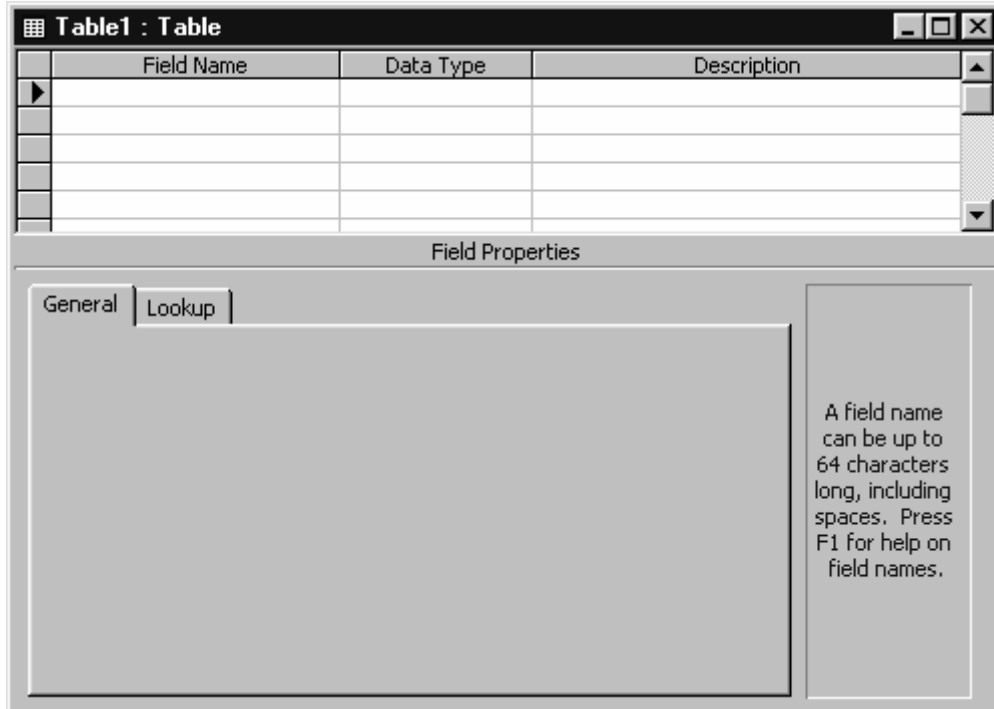 Table1 : Table
Field Name Data Type Description
Field Properties
General Lookup
A field name
can be up to
64 characters
long, including
spaces. Press
F1 for help on
field names.